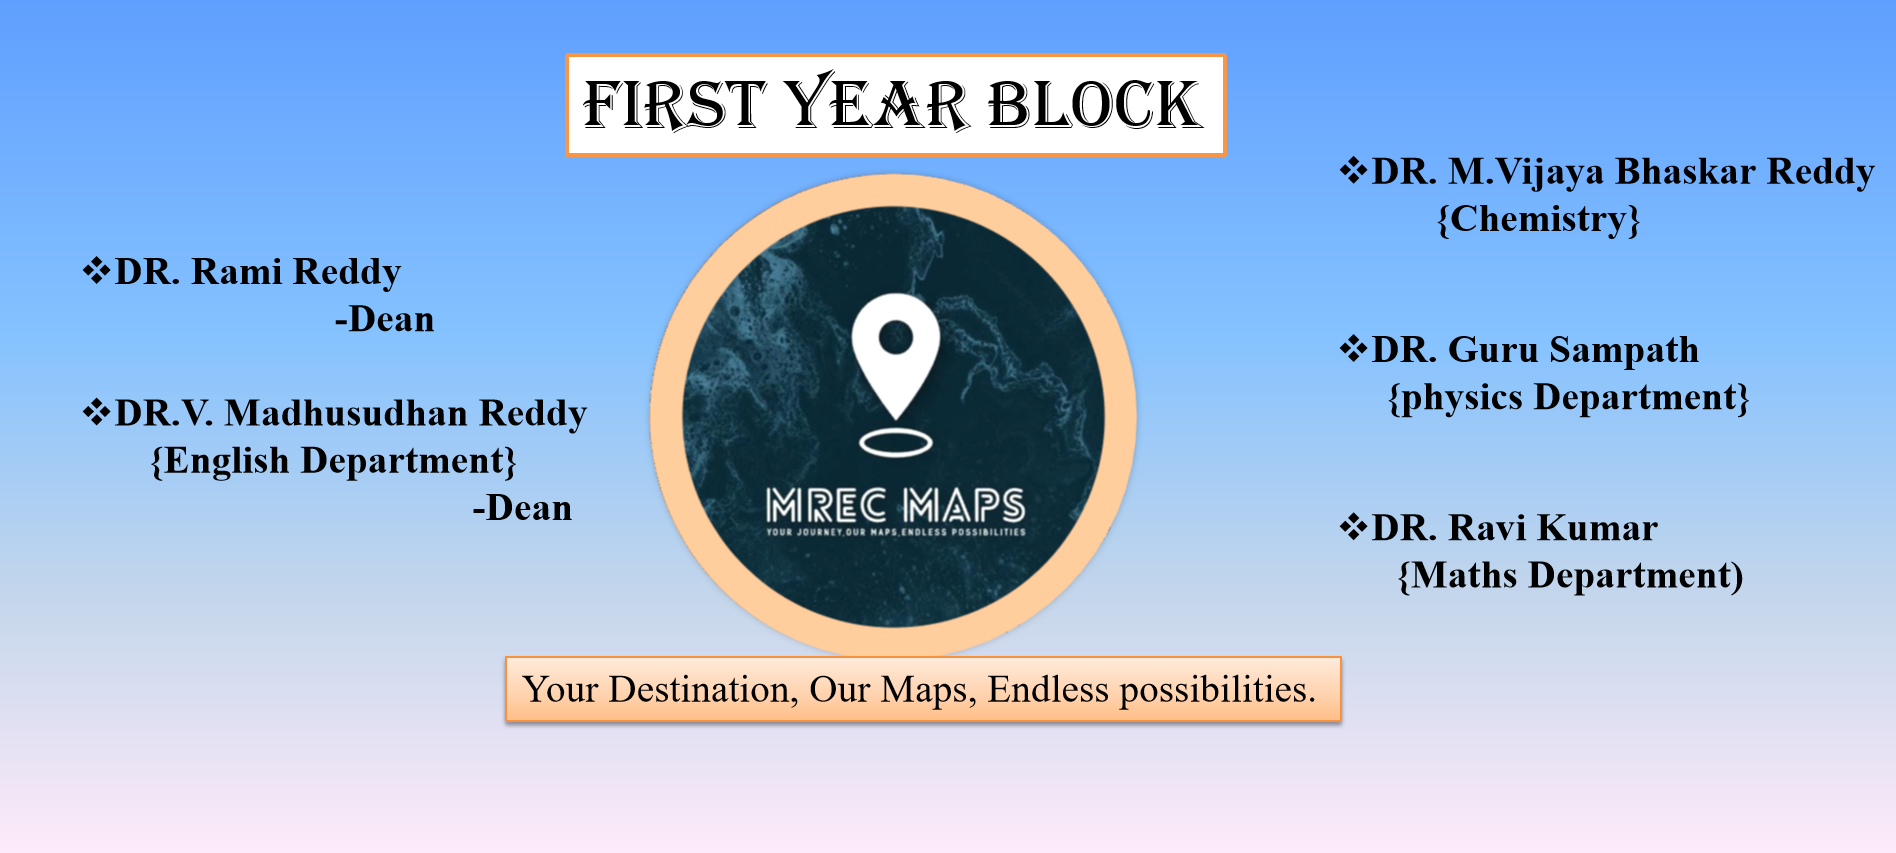 FIRST YEAR BLOCK
❖DR. Rami Reddy
-Dean
❖DR.V. Madhusudhan Reddy
{English Department}
-Dean
MREC MAPS
YOUR JOURNEY,OUR MAPS,ENDLESS POSSIBILITIES
❖DR. M.Vijaya Bhaskar Reddy
{Chemistry}
❖DR. Guru Sampath
{physics Department}
❖DR. Ravi Kumar
{Maths Department)
Your Destination, Our Maps, Endless possibilities.